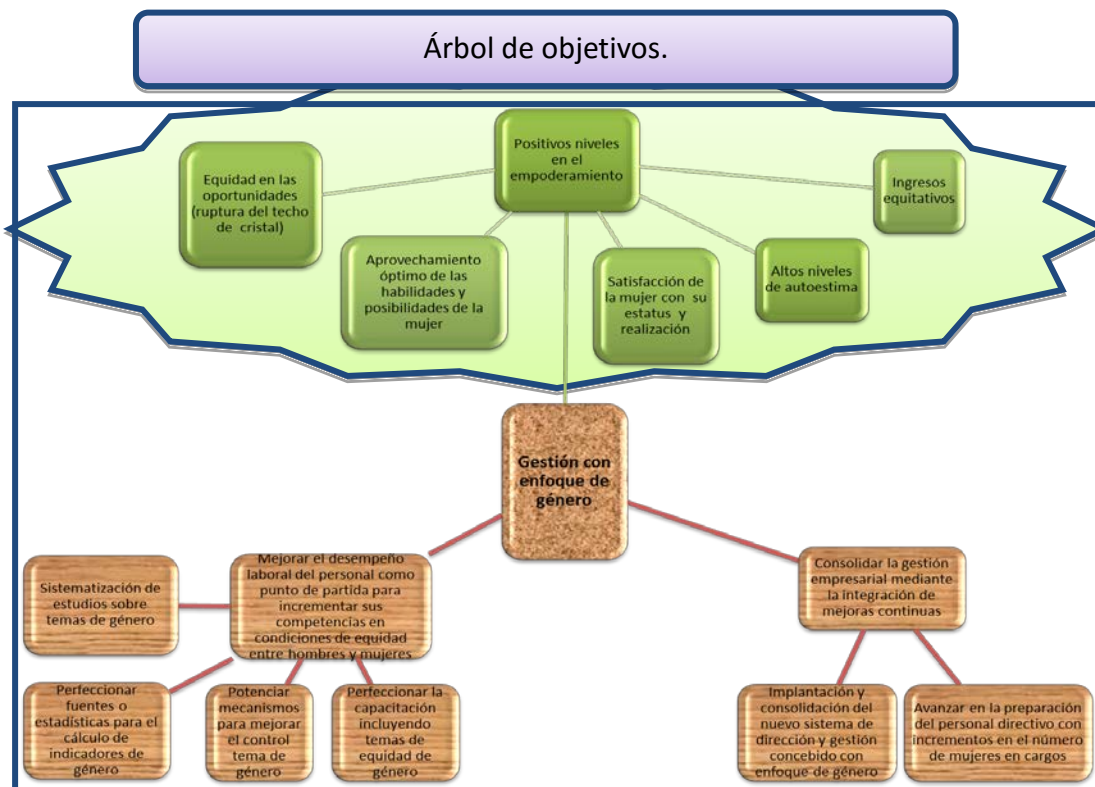 Árbol de objetivos.
Positivos niveles
en el
empoderamiento
Equidad en las
oportunidades
(ruptura del techo
de cristal)
Ingresos
equitativos
Aprovechamiento
óptimo de las
habilidades y
posibilidades de la
mujer
Satisfacción de
la mujer con su
estatus y
realización
Altos niveles
de autoestima
Gestión con
enfoque de
género
Sistematización de
estudios sobre
temas de género
Mejorar el desempeño
laboral del personal como
punto de partida para
incrementar sus
competencias en
condiciones de equidad
entre hombres y mujeres
Consolidar la gestión
empresarial mediante
la integración de
mejoras continuas
Perfeccionar
fuentes o
estadísticas para el
cálculo de
indicadores de
género
Potenciar
mecanismos
para mejorar
el control
tema de
género
Perfeccionar la
capacitación
incluyendo
temas de
equidad de
género
Implantación y
consolidación del
nuevo sistema de
dirección y gestión
concebido con
enfoque de género
Avanzar en la preparación
del personal directivo con
incrementos en el número
de mujeres en cargos